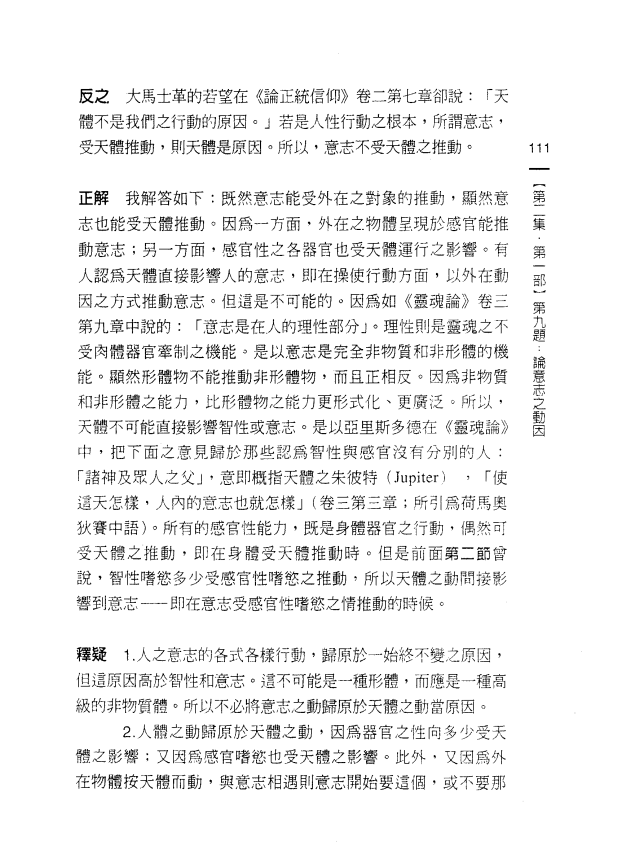 反之　大馬士革的若望在《論正統信仰》卷二第七章卻說：「天
體不是我們之行動的原因。」若是人性行動之根本，所謂意志，
受天體推動，則天體是原因。所以，意志不受天體之推動。
正解　我解答如下：既然意志能受外在之對象的推動，顯然意
志也能受天體推動。因爲一方面，外在之物體呈現於感官能推
動意志；另一方面，感官性之各器官也受天體運行之影響。有
人認爲天體直接影響人的意志，即在操使行動方面，以外在動
因之方式推動意志。但這是不可能的。因爲如《靈魂論》卷三
第九章中說的：「意志是在人的理性部分」。理性則是靈魂之不
受肉體器官牽制之機能。是以意志是完全非物質和非形體的機
能。顯然形體物不能推動非形體物，而且正相反。因爲非物質
和非形體之能力，比形體物之能力更形式化、更廣泛。所以，
天體不可能直接影響智性或意志。是以亞里斯多德在《靈魂論》
中，把下面之意見歸於那些認爲智性與感官沒有分別的人：
「諸神及眾人之父」，意即概指天體之朱彼特（Jupiter），「使
這天怎樣，人內的意志也就怎樣」（卷三第三章；所引爲荷馬奧
狄賽中語）。所有的感官性能力，既是身體器官之行動，偶然可
受天體之推動，即在身體受天體推動時。但是前面第二節曾
說，智性嗜慾多少受感官性嗜慾之推動，所以天體之動間接影
響到意志——即在意志受感官性嗜慾之情推動的時候。
釋疑　1.人之意志的各式各樣行動，歸原於一始終不變之原因，
但這原因高於智性和意志。這不可能是一種形體，而應是一種高
級的非物質體。所以不必將意志之動歸原於天體之動當原因。
2.人體之動歸原於天體之動，因爲器官之性向多少受天
體之影響；又因爲感官嗜慾也受天體之影響。此外，又因爲外
在物體按天體而動，與意志相遇則意志開始要這個，或不要那
111
【第二集·第一部】第九題：論意志之動因